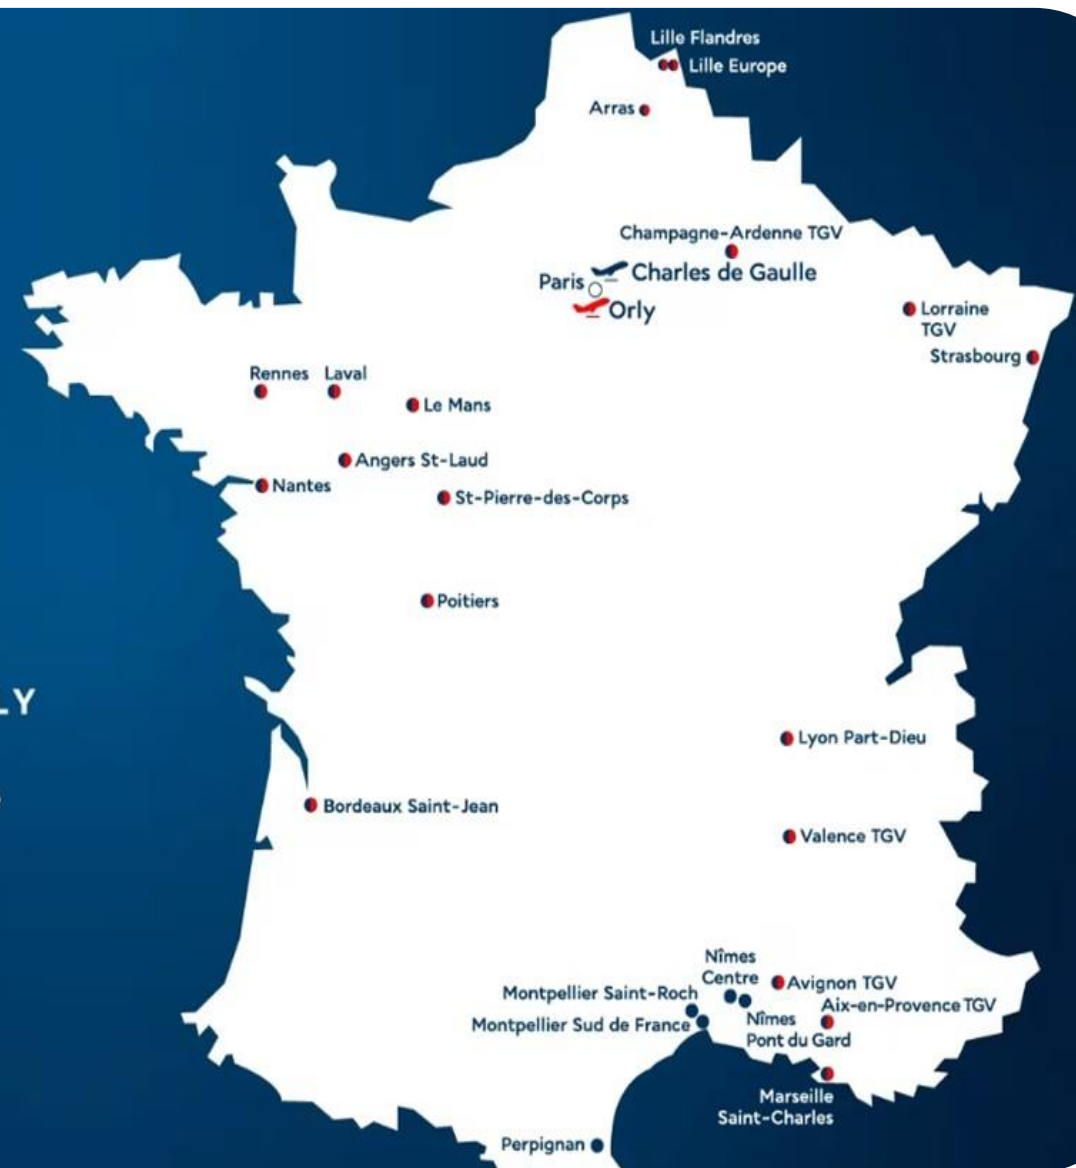 Lille Flandres
Lille Europe
Arras
Champagne-Ardenne TGV
Charles de Gaulle
Paris
Orly
Lorraine
TGV
Strasbourg
Rennes
Laval
Le Mans
Angers St-Laud
Nantes
St-Pierre-des-Corps
Poitiers
LY
Lyon Part-Dieu
Bordeaux Saint-Jean
Valence TGV
Nîmes
Centre
Avignon TGV
Montpellier Saint-Roch
Aix-en-Provence TGV
Montpellier Sud de France
Nîmes
Pont du Gard
Marseille
Saint-Charles
Perpignan